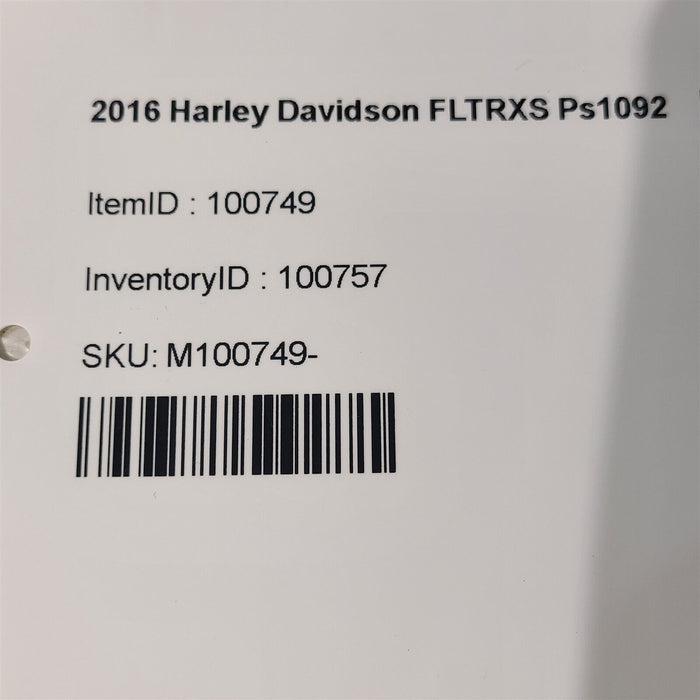 2016 Harley Davidson FLTRXS Ps1092
ItemID : 100749
InventoryID : 100757
SKU: M100749-